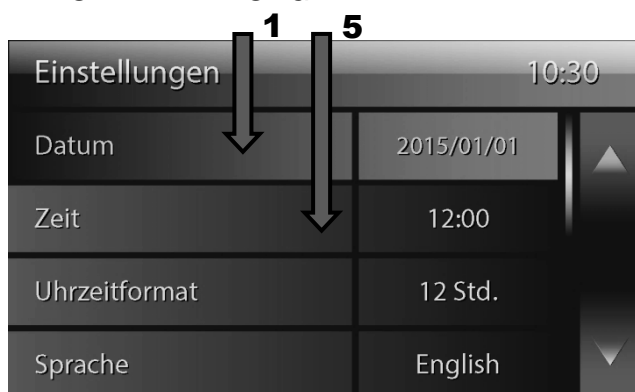 1 5
Einstellungen 10:30
Datum 2015/01/01
Zeit 12:00
Uhrzeitformat 12 Std.
Sprache English